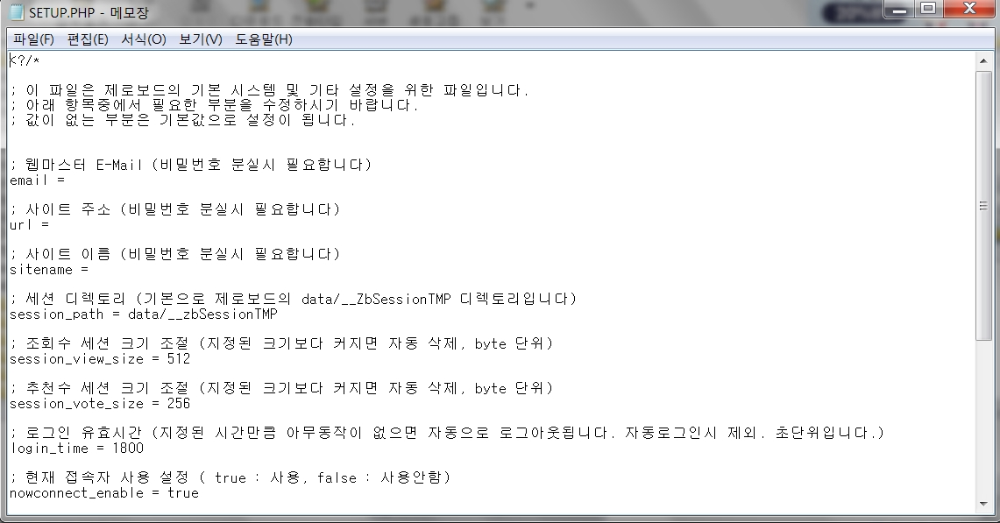 SETUP.PHP - 메모장
파일(F) 편집(E) 서식(O) 보기(V) 도움말(H)
<?/*
; 이 파일은 제로보드의 기본 시스템 및 기타 설정을 위한 파일입니다.
; 아래 항목중에서 필요한 부분을 수정하시기 바랍니다.
; 값이 없는 부분은 기본값으로 설정이 됩니다.
; 웹마스터 E-Mail (비밀번호 분실시 필요합니다)
email =
; 사이트 주소 (비밀번호 분실시 필요합니다)
url =
; 사이트 이름 (비밀번호 분실시 필요합니다)
sitename =
; 세션 디렉토리 (기본으로 제로보드의 data/__ZbSessionTMP 디렉토리입니다)
session_path = data/__zbSessionTMP
; 조회수 세션 크기 조절 (지정된 크기보다 커지면 자동 삭제, byte 단위)
session_view_size = 512
; 추천수 세션 크기 조절 (지정된 크기보다 커지면 자동 삭제, byte 단위)
session_vote_size = 256
; 로그인 유효시간 (지정된 시간만큼 아무동작이 없으면 자동으로 로그아웃됩니다. 자동로그인시 제외. 초단위입니다.)
login_time = 1800
; 현재 접속자 사용 설정 ( true : 사용, false : 사용안함)
nowconnect_enable = true